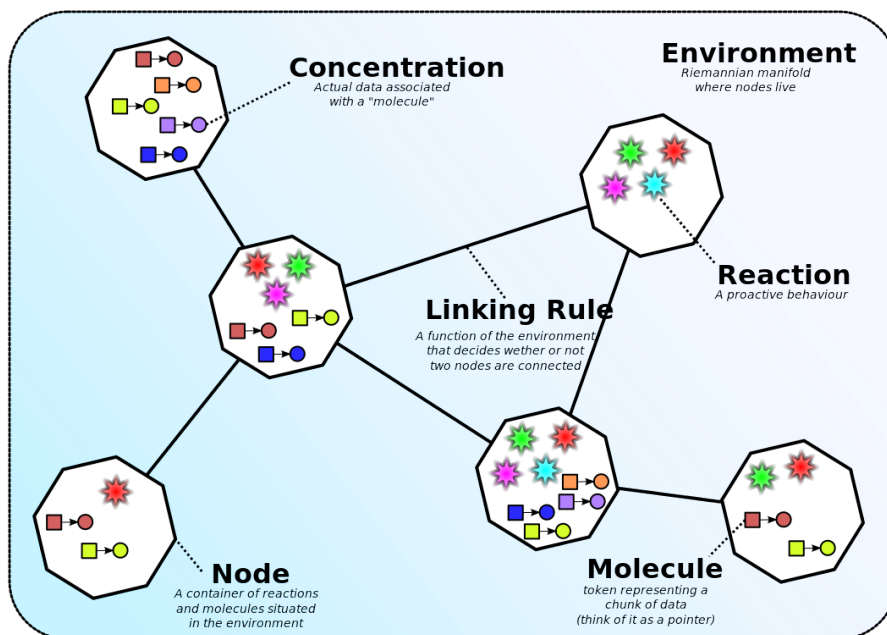 Concentration
Actual data associated
with a "molecule"
Environment
Riemannian manifold
where nodes live
Reaction
A proactive behaviour
Linking Rule
A function of the environment
that decides wether or not
two nodes are connected
Node
A container of reactions
and molecules situated
in the environment
Molecule
token representing a
chunk of data
(think of it as a pointer)